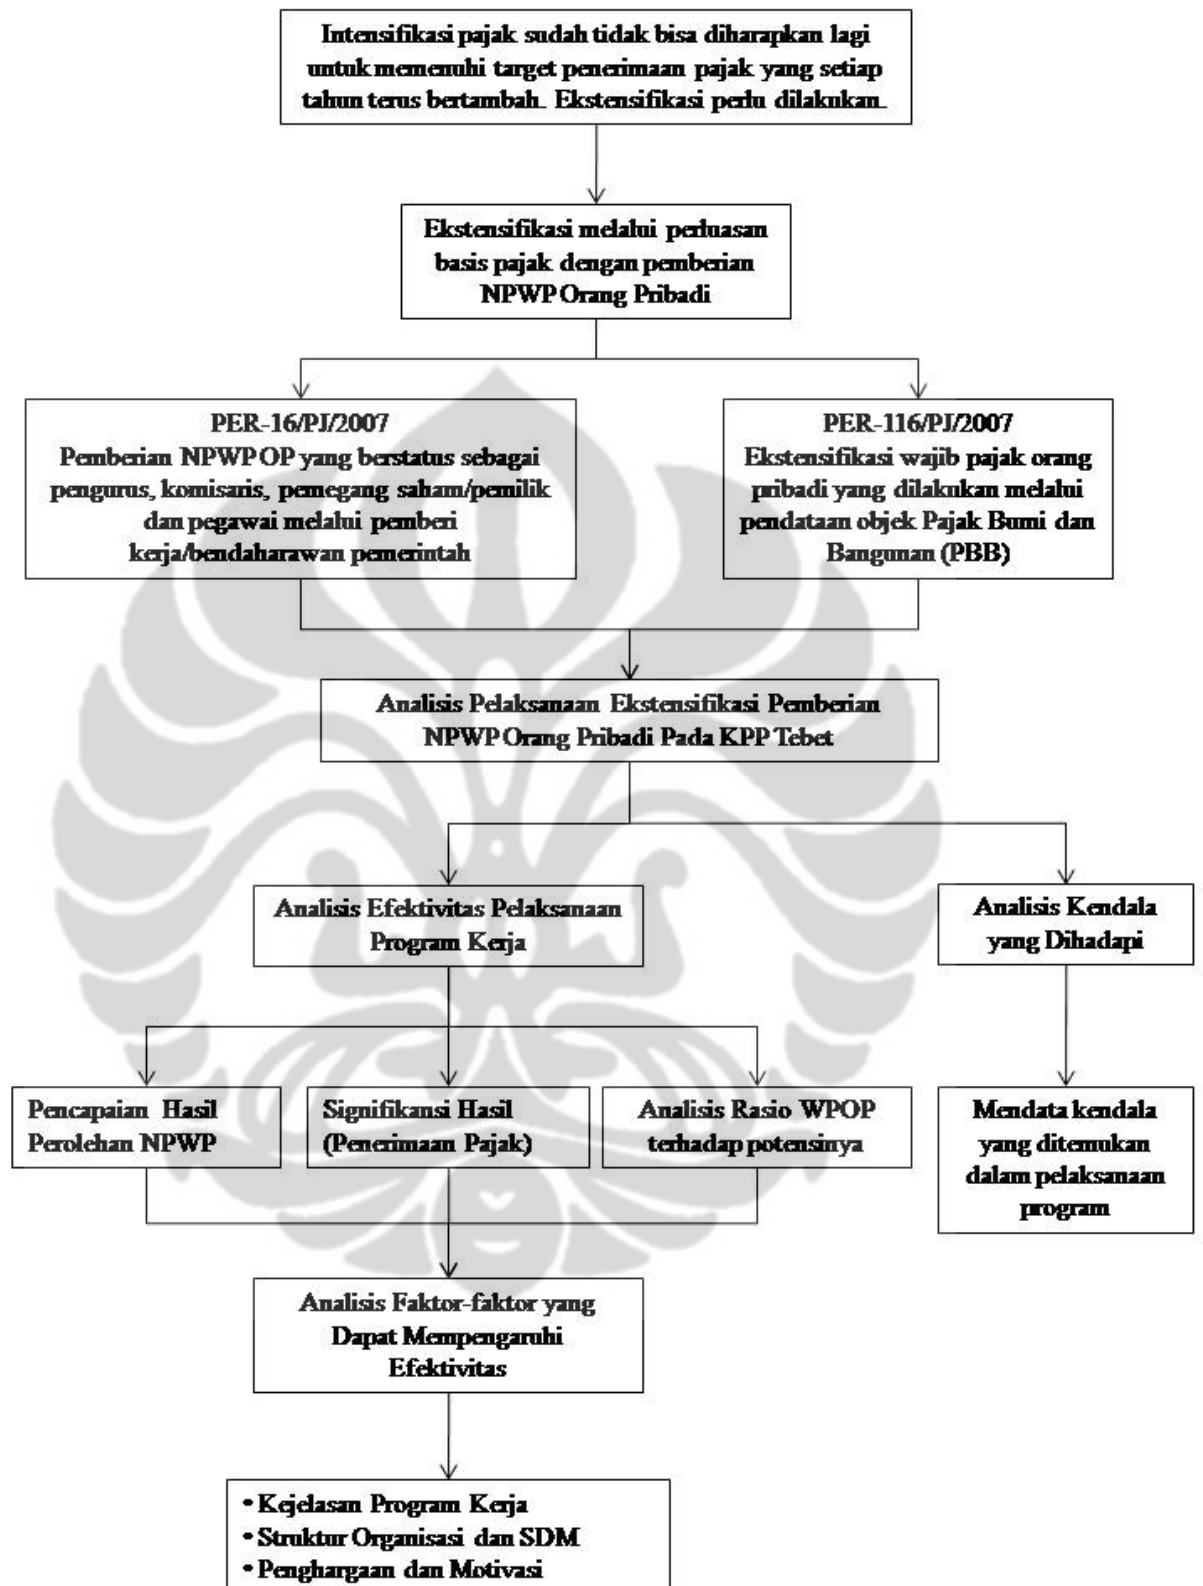 Intensifikasi pajak sudah tidak bisa diharapkan lagi
untuk memenuhi target penerimaan pajak yang setiap
tahun terus bertambah. Ekstensifikasi perlu dilakukan.
Ekstensifikasi melalui perluasan
basis pajak dengan pemberian
NPWP Orang Pribadi
PER-16/PJ/2007
Pemberian NPWP OP yang berstatus sebagai
pengurus, komisaris, pemegang saham/pemilik
dan pegawai melalui pemberi
kerja/bendaharawan pemerintah
PER-116/PJ/2007
Ekstensifikasi wajib pajak orang
pribadi yang dilakukan melalui
pendataan objek Pajak Bumi dan
Bangunan (PBB)
Analisis Pelaksanaan Ekstensifikasi Pemberian
NPWP Orang Pribadi Pada KPP Tebet
Analisis Efektivitas Pelaksanaan
Program Kerja
Analisis Kendala
yang Dihadapi
Pencapaian Hasil
Perolehan NPWP
Signifikansi Hasil
(Penerimaan Pajak)
Analisis Rasio WPOP
terhadap potensinya
Mendata kendala
yang ditemukan
dalam pelaksanaan
program
Analisis Faktor-faktor yang
Dapat Mempengaruhi
Efektivitas
• Kejelasan Program Kerja
• Struktur Organisasi dan SDM
• Penghargaan dan Motivasi